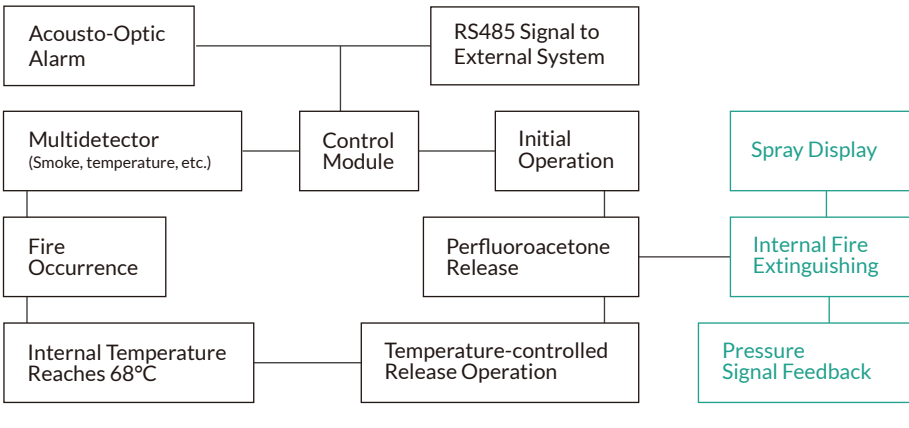 Acousto-Optic
Alarm
RS485 Signal to
External System
Multidetector
(Smoke, temperature, etc.)
Control
Module
Initial
Operation
Spray Display
Fire
Occurrence
Perfluoroacetone
Release
Internal Fire
Extinguishing
Internal Temperature
Reaches 68°C
Temperature-controlled
Release Operation
Pressure
Signal Feedback